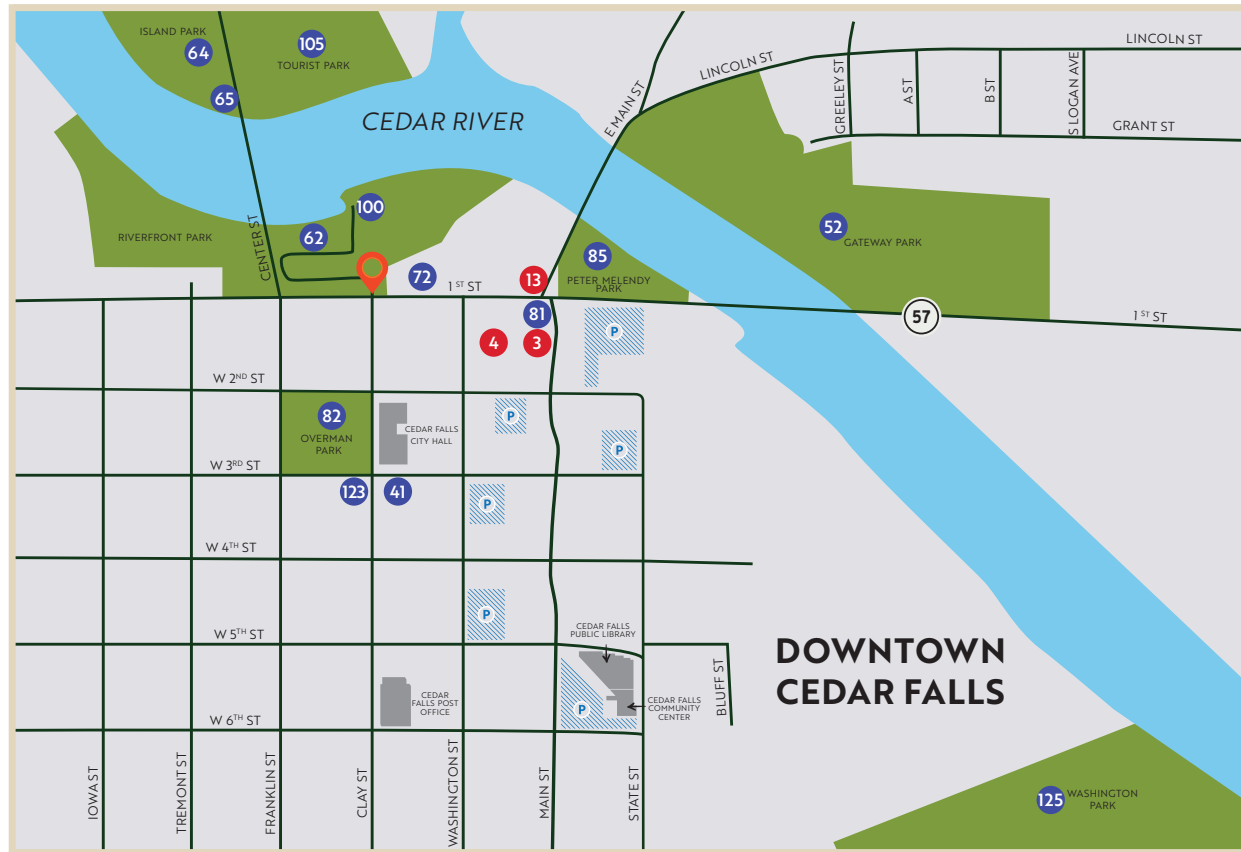 ISLAND PARK
64
105
TOURIST PARK
65
CEDAR RIVER
E MAIN ST
LINCOLN ST
LINCOLN ST
GREELEY ST
A ST
B ST
S LOGAN AVE
GRANT ST
100
RIVERFRONT PARK
CENTER ST
62
72
1 ST ST
13
85
PETER MELENDY
PARK
52
GATEWAY PARK
57
1 ST ST
81
4
3
P
W 2ND ST
82
OVERMAN
PARK
CEDAR FALLS
CITY HALL
P
P
W 3RD ST
123
41
P
W 4TH ST
P
W 5TH ST
CEDAR FALLS
PUBLIC LIBRARY
DOWNTOWN
CEDAR FALLS
BLUFF ST
CEDAR
FALLS POST
OFFICE
P
CEDAR FALLS
COMMUNITY
CENTER
W 6TH ST
IOWA ST
TREMONT ST
FRANKLIN ST
CLAY ST
WASHINGTON ST
MAIN ST
STATE ST
125
WASHINGTON
PARK